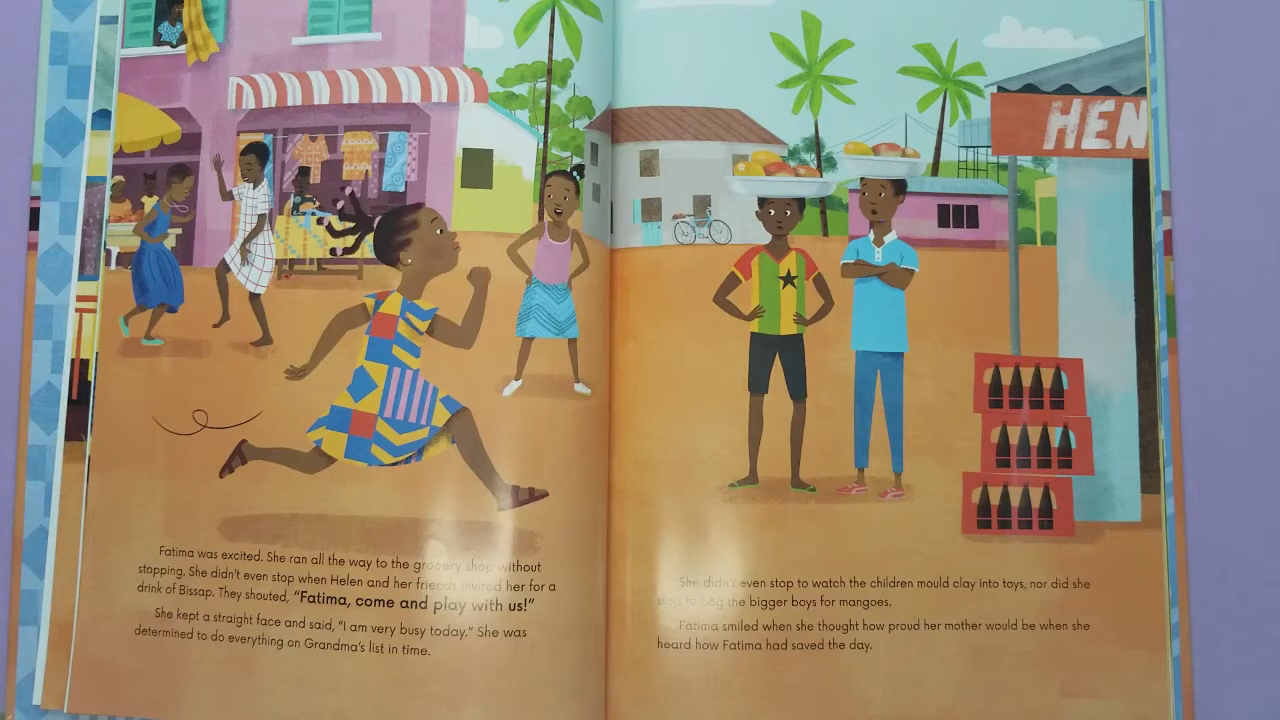 HEN
Fatima was excited. She ran all the way to the grocery shop without
stopping. She didn't even stop when Helen and her friends invited her for a
drink of Bissap. They shouted, "Fatima, come and play with us!"
She kept a straight face and said, "I am very busy today." She was
determined to do everything on Grandma's list in time.
She didn't even stop to watch the children mould clay into toys, nor did she
stop to beg the bigger boys for mangoes.
Fatima smiled when she thought how proud her mother would be when she
heard how Fatima had saved the day.